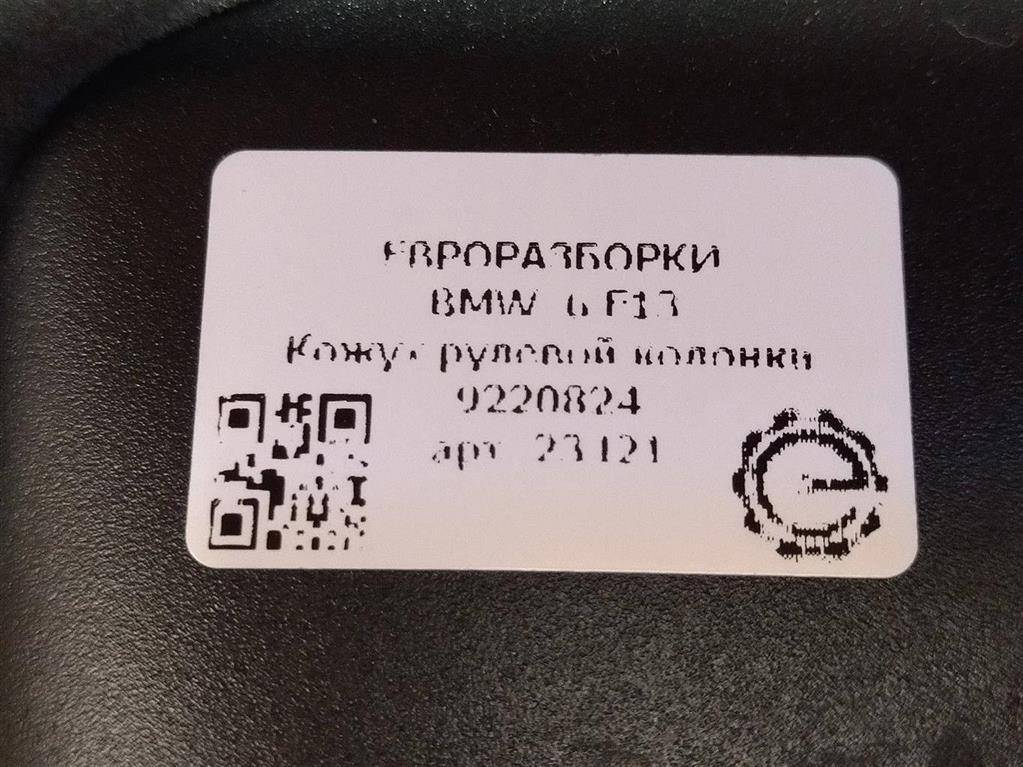 ЕВРОРАЗБОРКИ
BMW 6 F13
Кожух рулевой колонки
9220824
арт. 23121